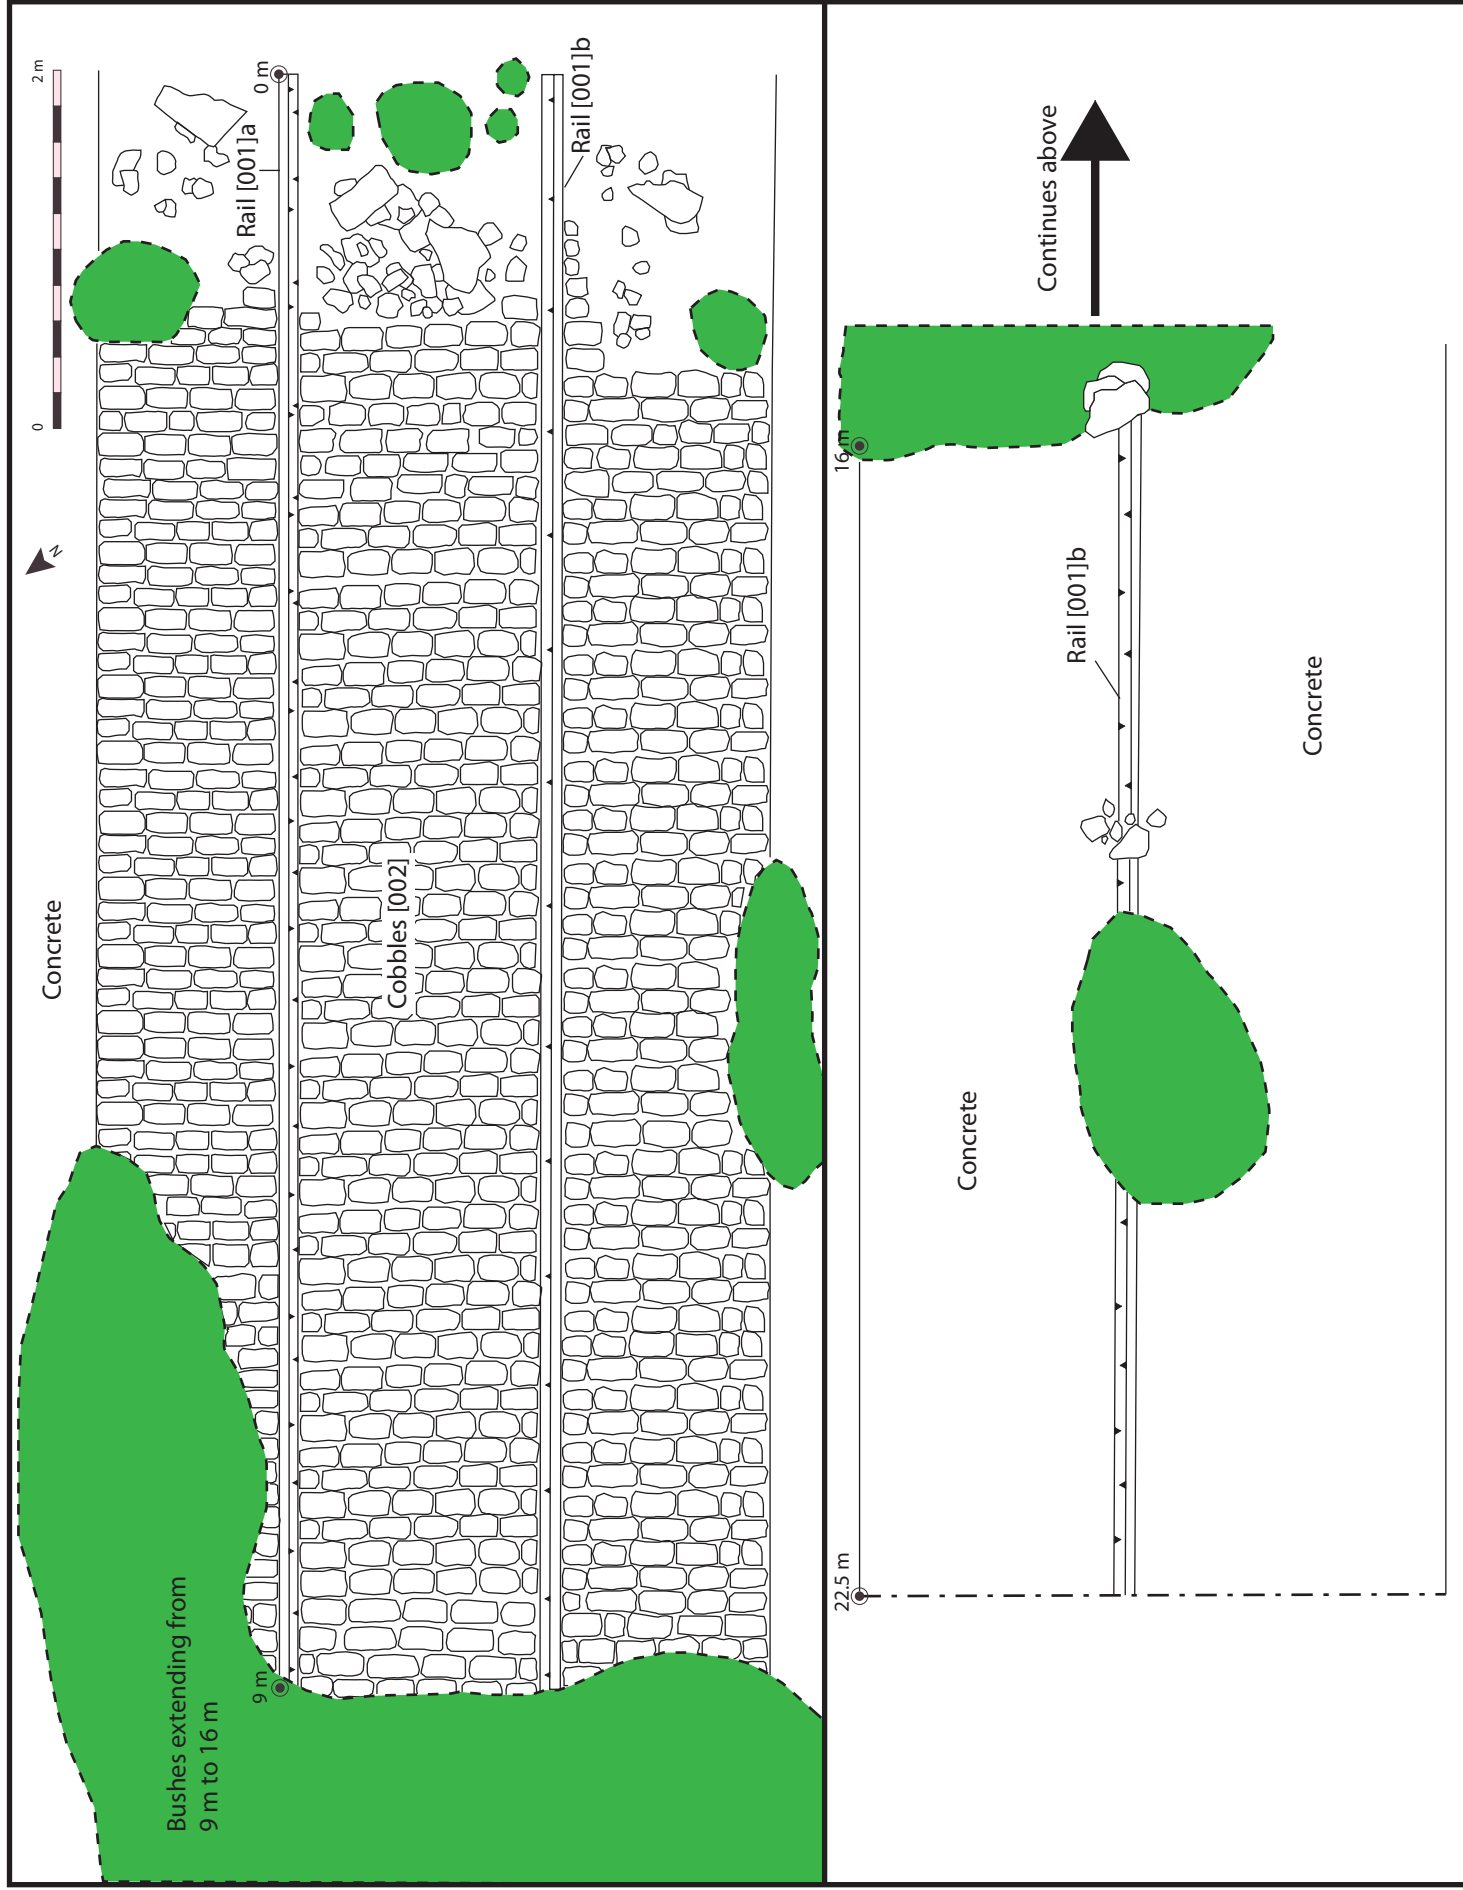 Concrete
Bushes extending from
9 m to 16 m
0
2 m
N
9 m
Cobbles [002]
Rail [001]a
0 m
Rail [001]b
22.5 m
16 m
Concrete
Rail [001]b
Continues above
Concrete